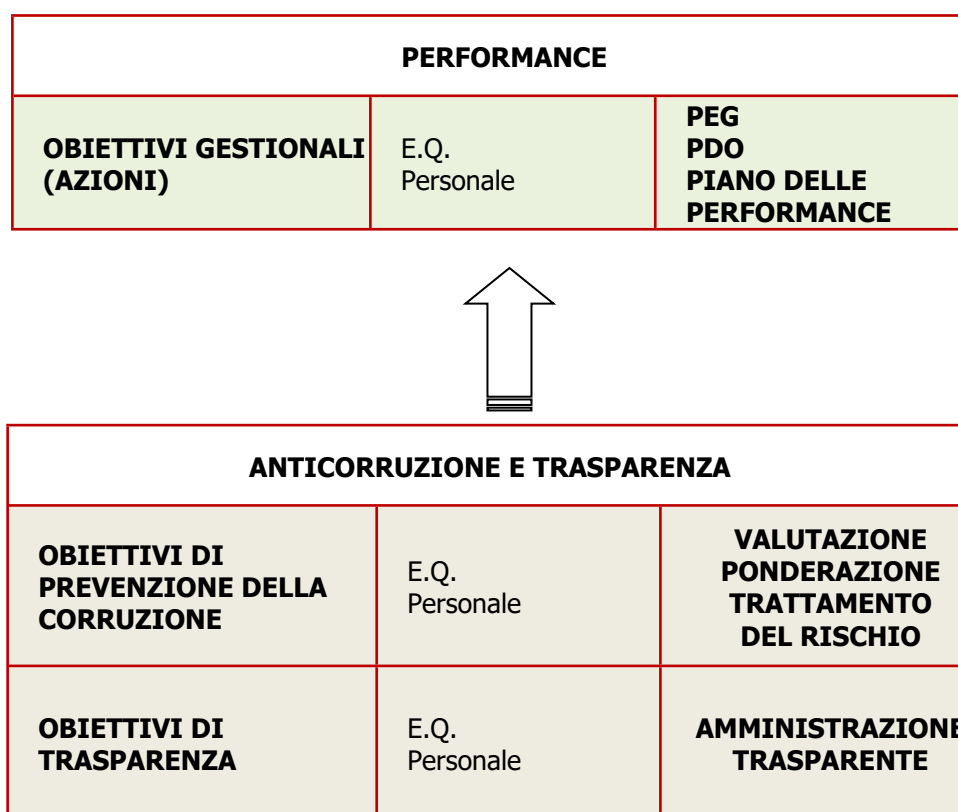 PERFORMANCE
OBIETTIVI GESTIONALI
(AZIONI)
E.Q.
Personale
PEG
PDO
PIANO DELLE
PERFORMANCE
ANTICORRUZIONE E TRASPARENZA
OBIETTIVI DI
PREVENZIONE DELLA
CORRUZIONE
E.Q.
Personale
VALUTAZIONE
PONDERAZIONE
TRATTAMENTO
DEL RISCHIO
OBIETTIVI DI
TRASPARENZA
E.Q.
Personale
AMMINISTRAZIONE
TRASPARENTE